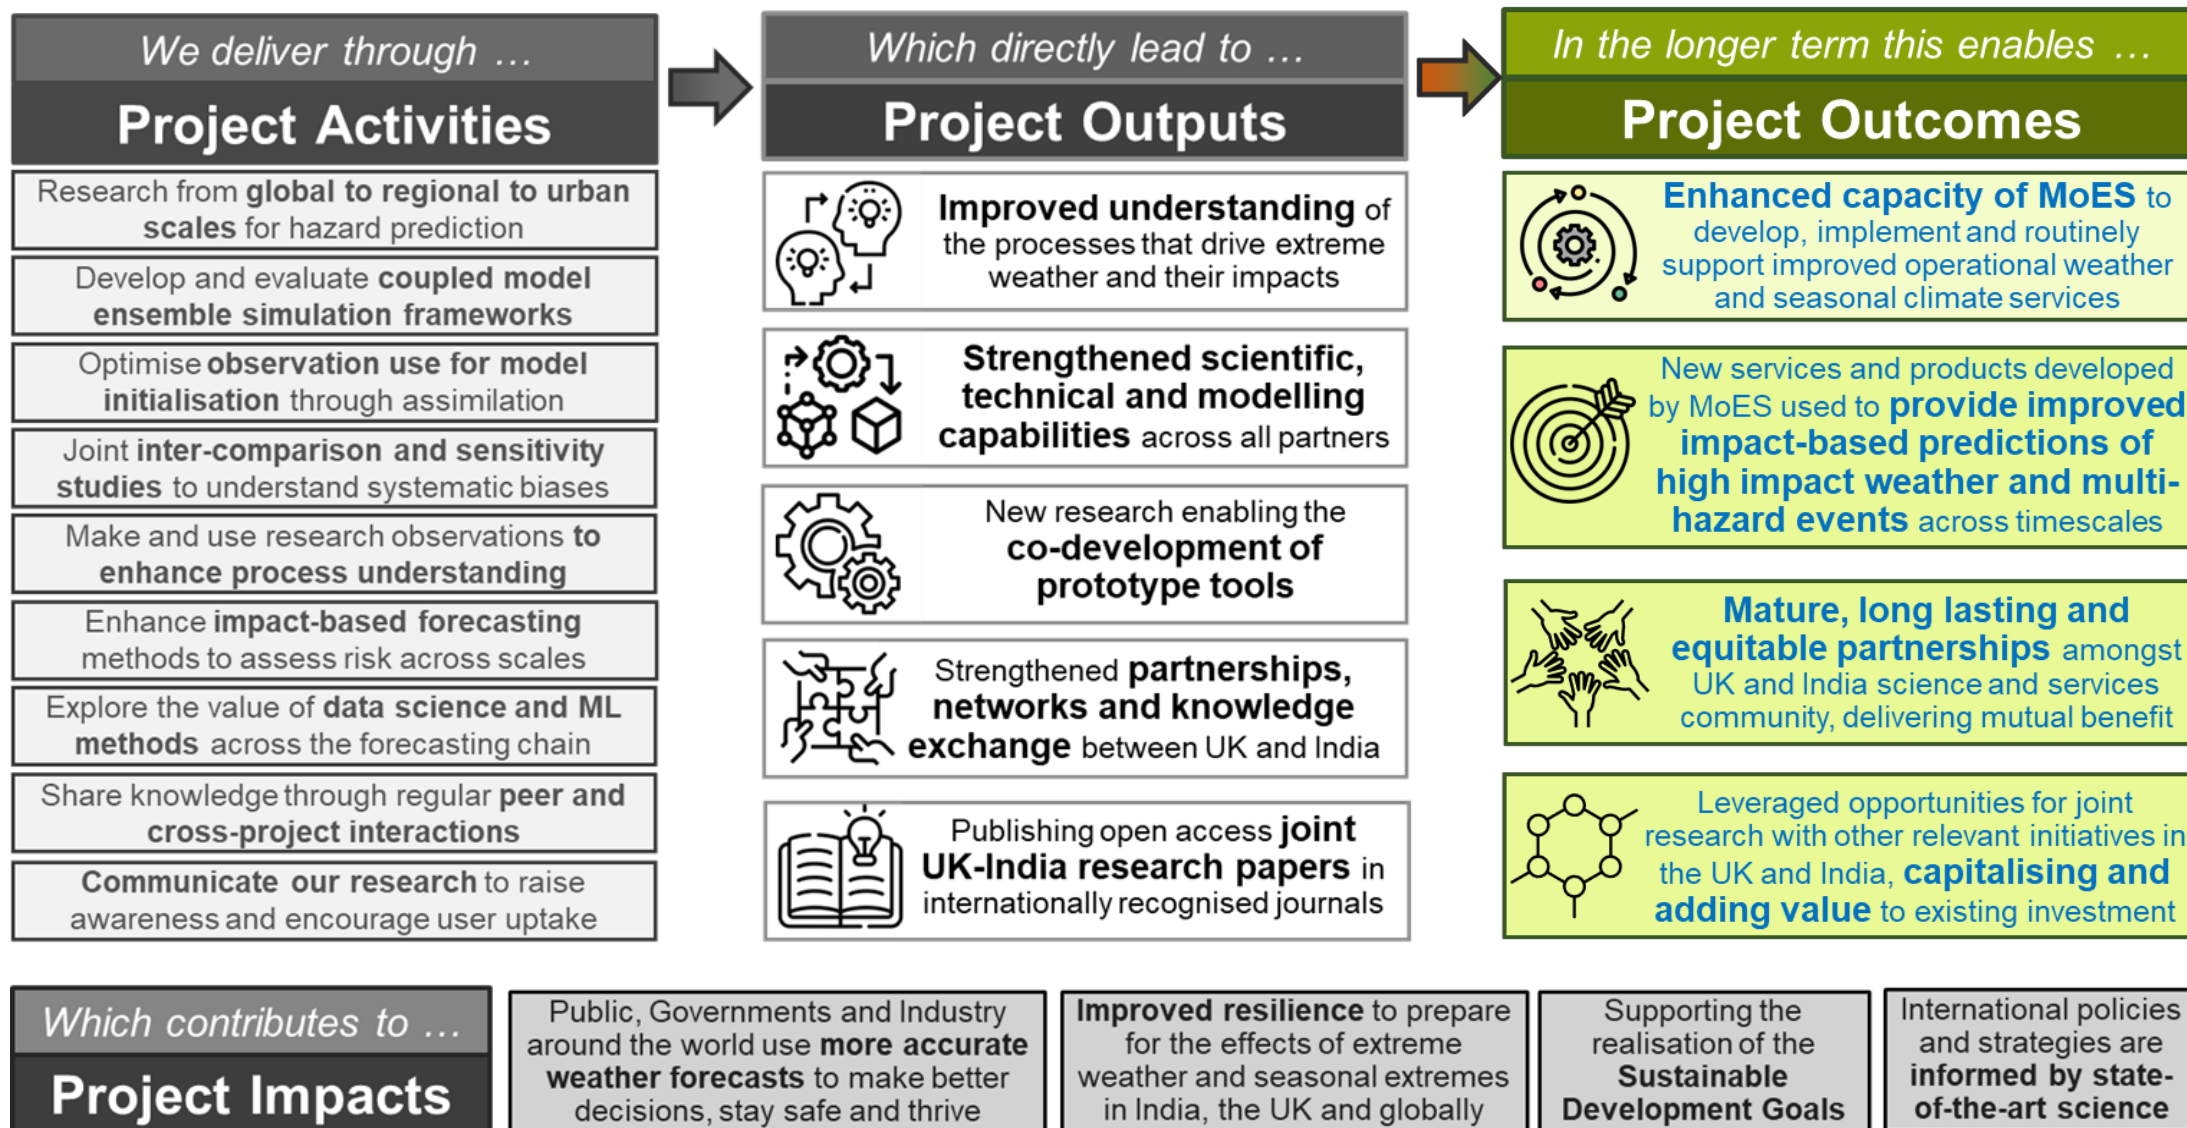 We deliver through ...
Project Activities
Research from global to regional to urban
scales for hazard prediction
Develop and evaluate coupled model
ensemble simulation frameworks
Optimise observation use for model
initialisation through assimilation
Joint inter-comparison and sensitivity
studies to understand systematic biases
Make and use research observations to
enhance process understanding
Enhance impact-based forecasting
methods to assess risk across scales
Explore the value of data science and ML
methods across the forecasting chain
Share knowledge through regular peer and
cross-project interactions
Communicate our research to raise
awareness and encourage user uptake
Which directly lead to ...
Project Outputs
Improved understanding of
the processes that drive extreme
weather and their impacts
Strengthened scientific,
technical and modelling
capabilities across all partners
New research enabling the
co-development of
prototype tools
Strengthened partnerships,
networks and knowledge
exchange between UK and India
Publishing open access joint
UK-India research papers in
internationally recognised journals
In the longer term this enables ...
Project Outcomes
Enhanced capacity of MoES to
develop, implement and routinely
support improved operational weather
and seasonal climate services
New services and products developed
by MoES used to provide improved
impact-based predictions of
high impact weather and multi-
hazard events across timescales
Mature, long lasting and
equitable partnerships amongst
UK and India science and services
community, delivering mutual benefit
Leveraged opportunities for joint
research with other relevant initiatives in
the UK and India, capitalising and
adding value to existing investment
Which contributes to ...
Project Impacts
Public, Governments and Industry
around the world use more accurate
weather forecasts to make better
decisions, stay safe and thrive
Improved resilience to prepare
for the effects of extreme
weather and seasonal extremes
in India, the UK and globally
Supporting the
realisation of the
Sustainable
Development Goals
International policies
and strategies are
informed by state-
of-the-art science